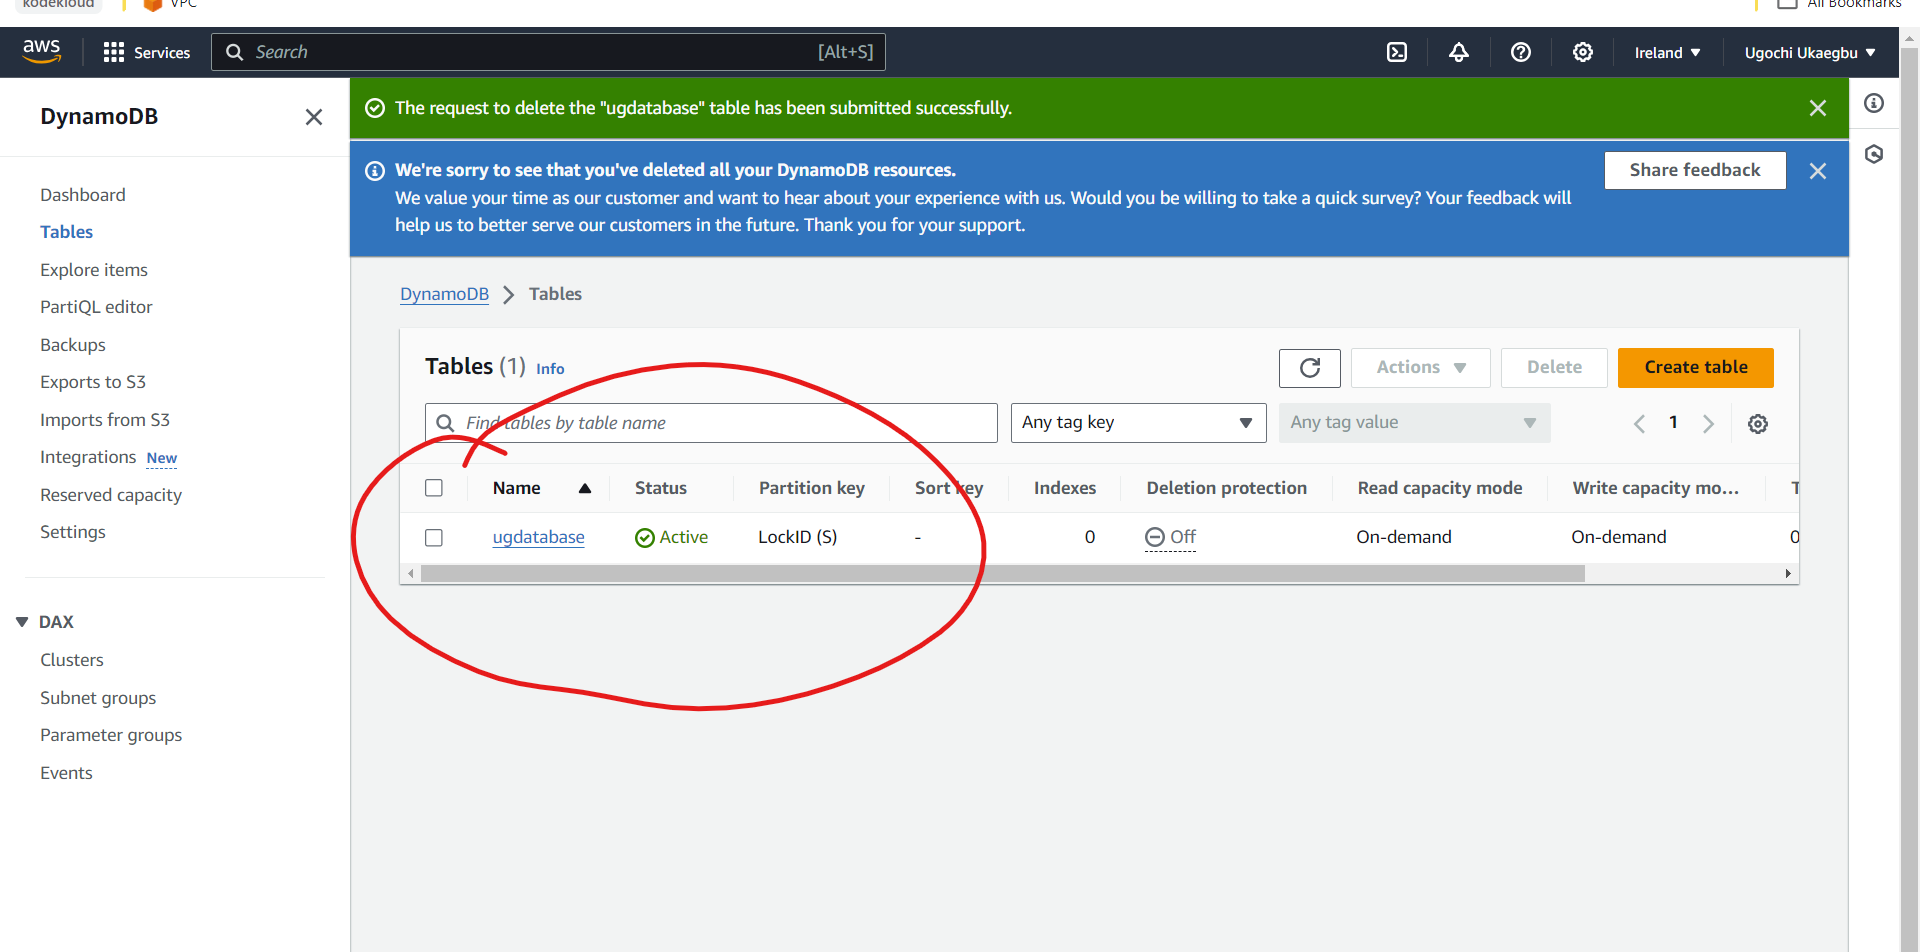 kodekloud VPC All Bookmarks
aws Services Search [Alt+S] Ireland Ugochi Ukaegbu
DynamoDB
Dashboard
Tables
Explore items
PartiQL editor
Backups
Exports to S3
Imports from S3
Integrations New
Reserved capacity
Settings
DAX
Clusters
Subnet groups
Parameter groups
Events
The request to delete the "ugdatabase" table has been submitted successfully.
We're sorry to see that you've deleted all your DynamoDB resources.
We value your time as our customer and want to hear about your experience with us. Would you be willing to take a quick survey? Your feedback will
help us to better serve our customers in the future. Thank you for your support.
Share feedback
DynamoDB Tables
Tables (1) Info
Actions Delete Create table
Find tables by table name Any tag key Any tag value 1
Name Status Partition key Sort key Indexes Deletion protection Read capacity mode Write capacity mo... T
ugdatabase Active LockID (S) - 0 Off On-demand On-demand 0